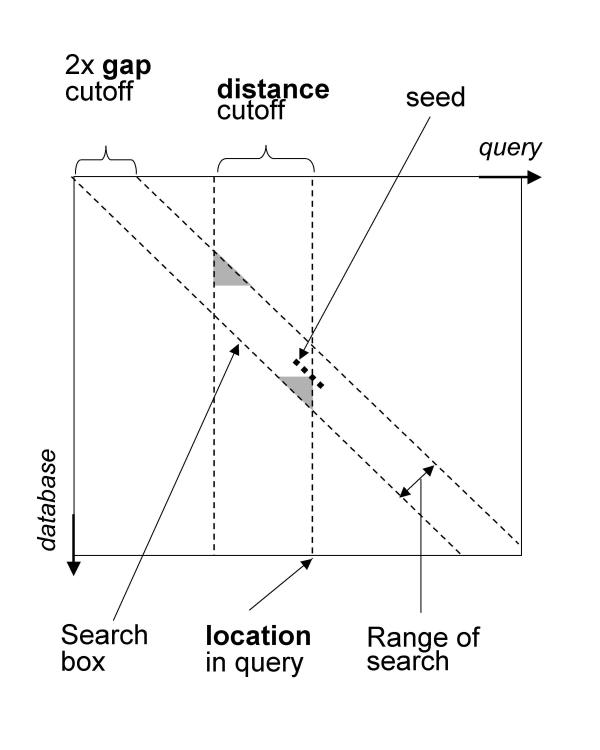 2x gap
cutoff
distance
cutoff
seed
query
database
Search
box
location
in query
Range of
search